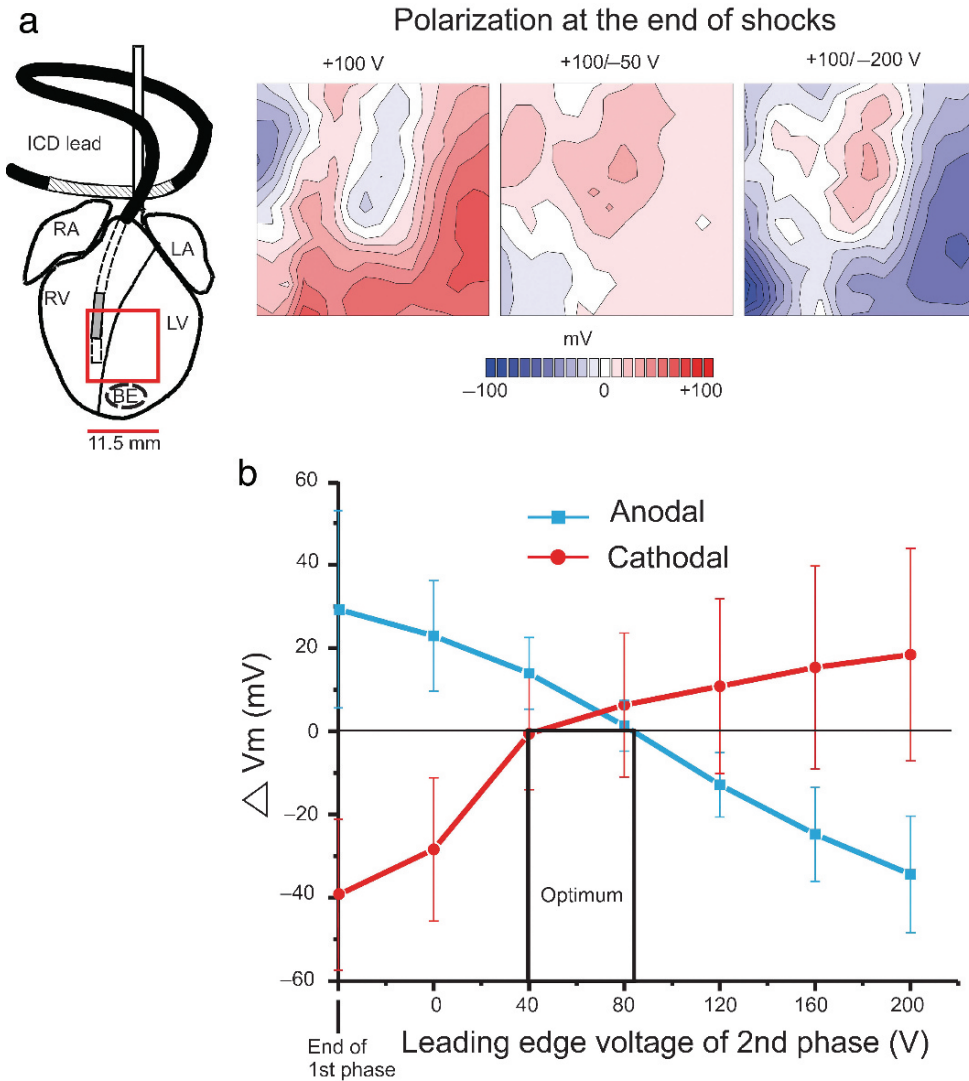 a
Polarization at the end of shocks
+100 V
+100/−50 V
+100/−200 V
ICD lead
RA
LA
RV
LV
BE
11.5 mm
mV
−100
0
+100
b
60
40
20
0
−20
−40
−60
△ Vm (mV)
Anodal
Cathodal
Optimum
0
40
80
120
160
200
End of
1st phase
Leading edge voltage of 2nd phase (V)